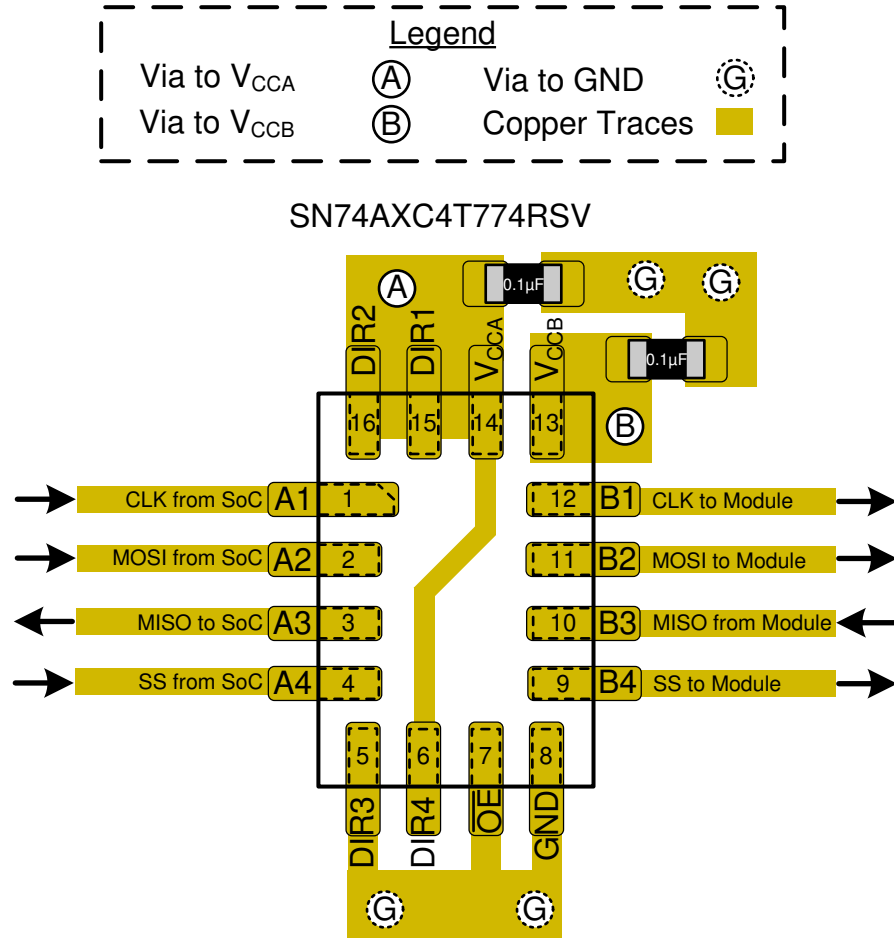 Legend
Via to VCCA A Via to GND G
Via to VCCB B Copper Traces
SN74AXC4T774RSV
A 0.1µF G G
DIR2 DIR1 VCCA VCCB 0.1µF
16 15 14 13 B
CLK from SoC A1 1 12 B1 CLK to Module
MOSI from SoC A2 2 11 B2 MOSI to Module
MISO to SoC A3 3 10 B3 MISO from Module
SS from SoC A4 4 9 B4 SS to Module
5 6 7 8
DIR3 DIR4 O̅E̅ GND
G G